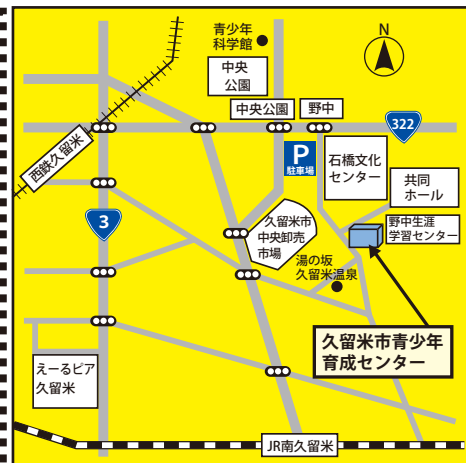 青少年
科学館
N
中央
公園
中央公園
野中
322
西鉄久留米
P
駐車場
石橋文化
センター
共同
ホール
3
久留米市
中央卸売
市場
野中生涯
学習センター
湯の坂
久留米温泉
久留米市青少年
育成センター
えーるピア
久留米
JR南久留米